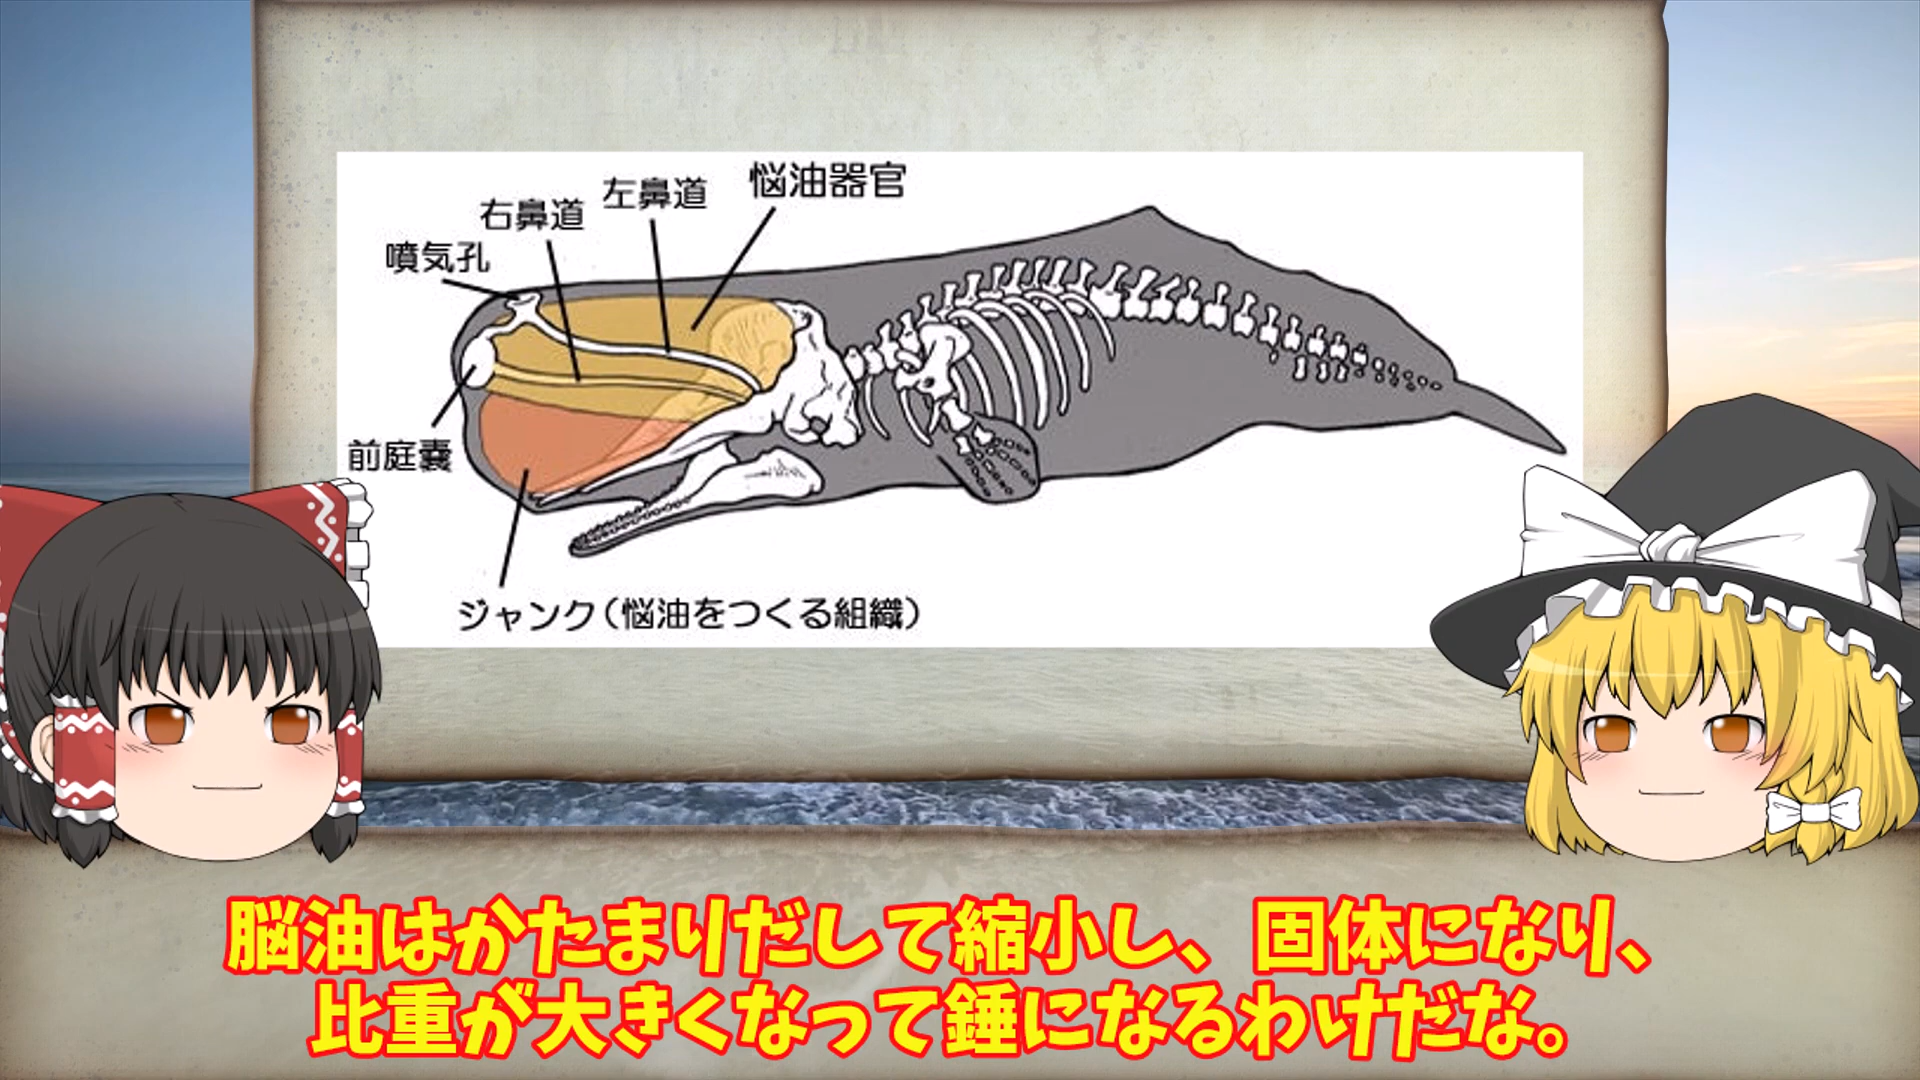 悩油器官
左鼻道
右鼻道
噴気孔
前庭嚢
ジャンク(悩油をつくる組織)
脳油はかたまりだして縮小し、固体になり、
比重が大きくなって錘になるわけだな。